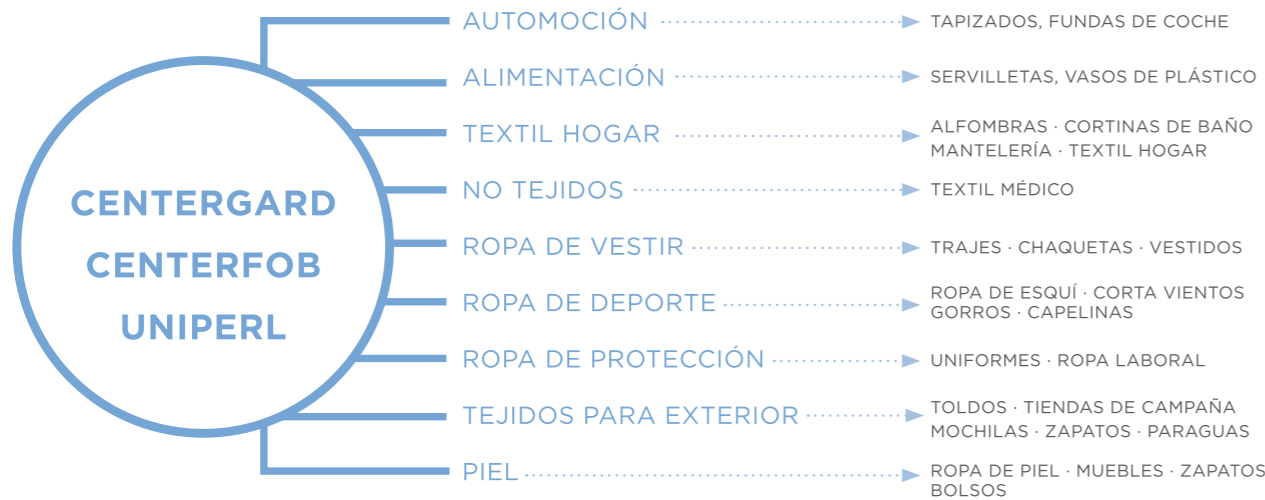 CENTERGARD
CENTERFOB
UNIPERL
AUTOMOCIÓN
TAPIZADOS, FUNDAS DE COCHE
ALIMENTACIÓN
SERVILLETAS, VASOS DE PLÁSTICO
TEXTIL HOGAR
ALFOMBRAS · CORTINAS DE BAÑO
MANTELERÍA · TEXTIL HOGAR
NO TEJIDOS
TEXTIL MÉDICO
ROPA DE VESTIR
TRAJES · CHAQUETAS · VESTIDOS
ROPA DE DEPORTE
ROPA DE ESQUÍ · CORTA VIENTOS
GORROS · CAPELINAS
ROPA DE PROTECCIÓN
UNIFORMES · ROPA LABORAL
TEJIDOS PARA EXTERIOR
TOLDOS · TIENDAS DE CAMPAÑA
MOCHILAS · ZAPATOS · PARAGUAS
PIEL
ROPA DE PIEL · MUEBLES · ZAPATOS
BOLSOS